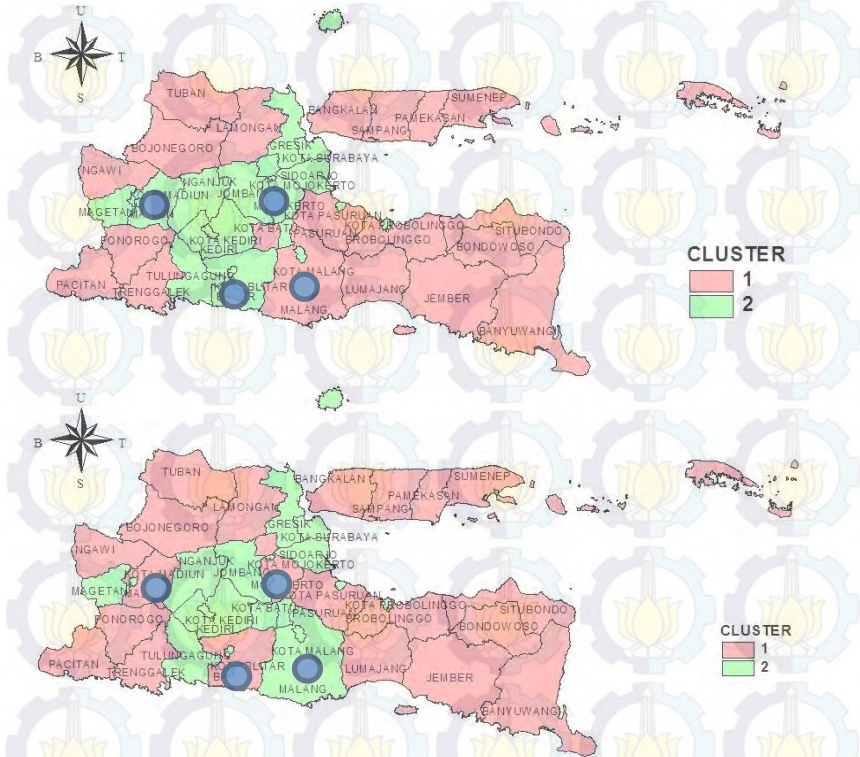 U
B T
S
TUBAN
LAMONGAN
BOJONEGORO
NGAWI
BANGKALAN
SAMPANG
PAMEKASAN
SUMENEP
GRESIK
KOTA SURABAYA
SIDOARJO
KOTA MOJOKERTO
NGANJUK
JOMBANG
MADIUN
MAGETAN
PONOROGO
KOTA BATU
KOTA PASURUAN
PASURUAN
KOTA PROBOLINGGO
PROBOLINGGO
SITUBONDO
BONDOWOSO
KOTA KEDIRI
KEDIRI
PACITAN
TRENGGALEK
TULUNGAGUNG
BLITAR
KOTA MALANG
MALANG
LUMAJANG
JEMBER
BANYUWANGI
CLUSTER
1
2
U
B T
S
TUBAN
LAMONGAN
BOJONEGORO
NGAWI
BANGKALAN
SAMPANG
PAMEKASAN
SUMENEP
GRESIK
KOTA SURABAYA
SIDOARJO
KOTA MOJOKERTO
NGANJUK
JOMBANG
KOTA MADIUN
MAGETAN
PONOROGO
KOTA BATU
KOTA PASURUAN
PASURUAN
KOTA PROBOLINGGO
PROBOLINGGO
SITUBONDO
BONDOWOSO
KOTA KEDIRI
KEDIRI
PACITAN
TRENGGALEK
TULUNGAGUNG
BLITAR
KOTA MALANG
MALANG
LUMAJANG
JEMBER
BANYUWANGI
CLUSTER
1
2